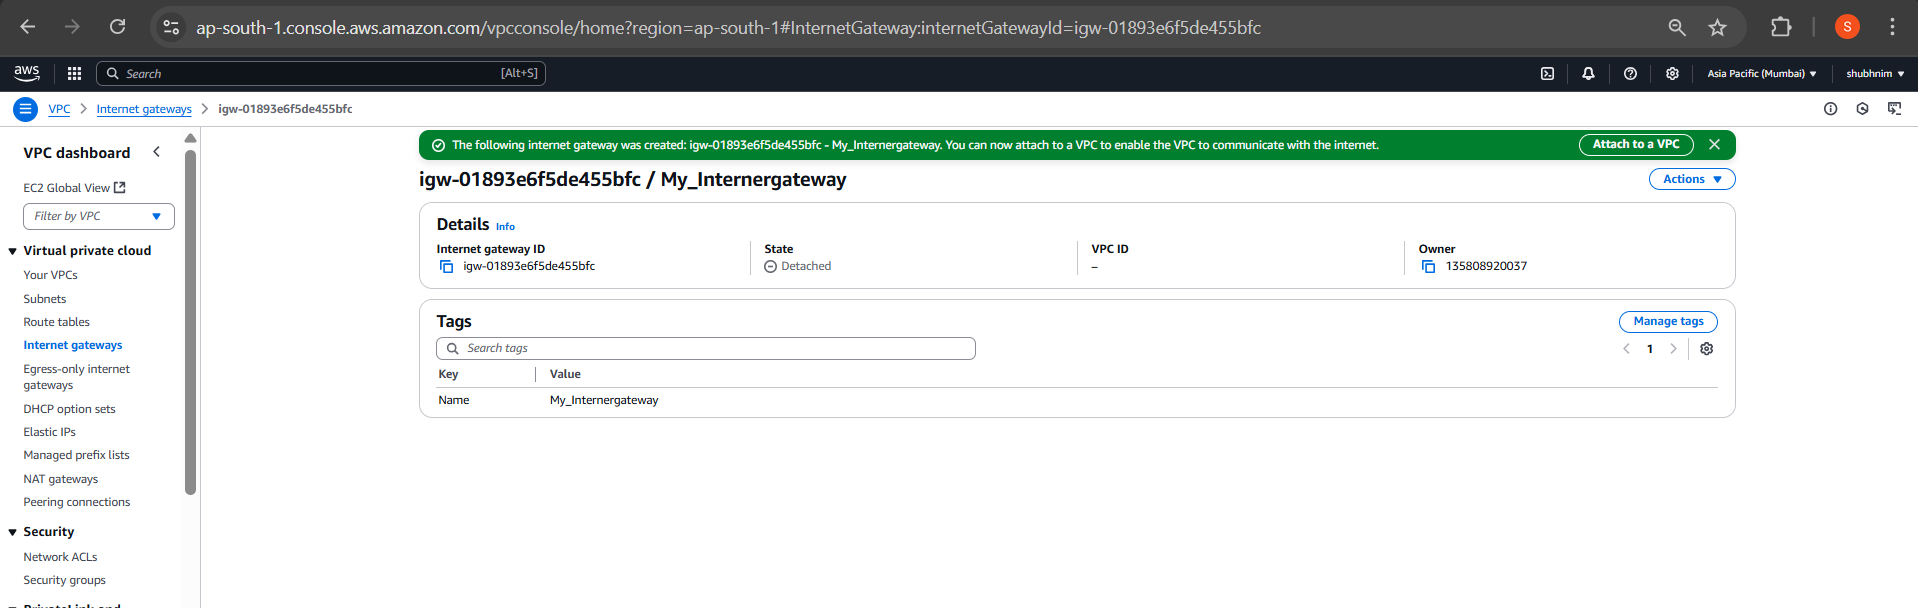 ap-south-1.console.aws.amazon.com/vpcconsole/home?region=ap-south-1#InternetGateway:internetGatewayId=igw-01893e6f5de455bfc
S
aws
Search
[Alt+S]
Asia Pacific (Mumbai)
shubhnim
VPC
Internet gateways
igw-01893e6f5de455bfc
VPC dashboard
EC2 Global View
Filter by VPC
Virtual private cloud
Your VPCs
Subnets
Route tables
Internet gateways
Egress-only internet
gateways
DHCP option sets
Elastic IPs
Managed prefix lists
NAT gateways
Peering connections
Security
Network ACLs
Security groups
PrivateLink and
The following internet gateway was created: igw-01893e6f5de455bfc - My_Internergateway. You can now attach to a VPC to enable the VPC to communicate with the internet.
Attach to a VPC
igw-01893e6f5de455bfc / My_Internergateway
Actions
Details Info
Internet gateway ID
igw-01893e6f5de455bfc
State
Detached
VPC ID
–
Owner
135808920037
Tags
Manage tags
Search tags
1
Key Value
Name My_Internergateway